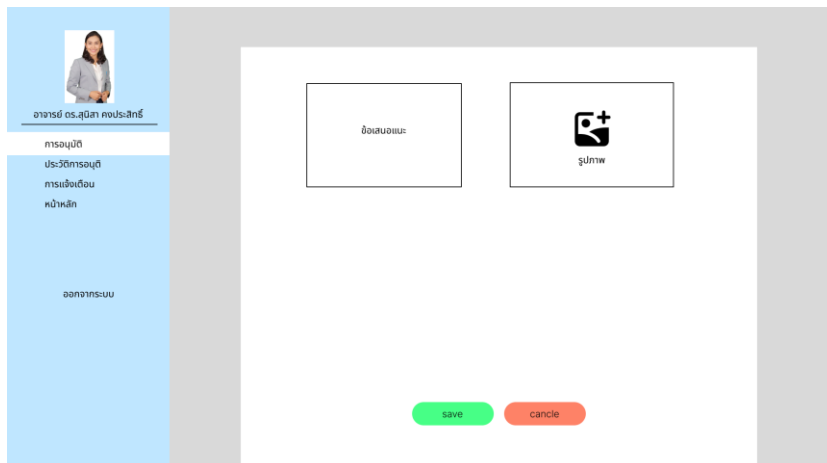 อาจารย์ ดร.สุนิสา คงประสิทธิ์
การอนุมัติ
ประวัติการอนุติ
การแจ้งเตือน
หน้าหลัก
ออกจากระบบ
ข้อเสนอแนะ
รูปภาพ
save
cancle